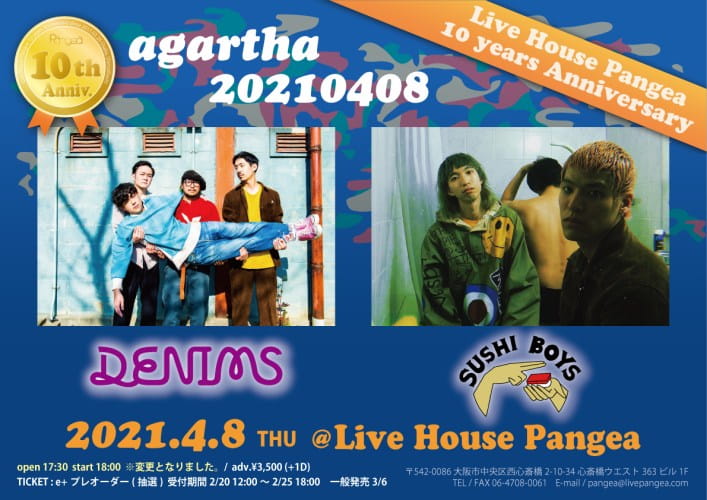 Pangea
10th
Anniv.
agartha
20210408
Live House Pangea
10 years Anniversary
DENIMS
SUSHI BOYS
2021.4.8 THU @Live House Pangea
open 17:30 start 18:00 ※変更となりました。/ adv.¥3,500 (+1D)
TICKET : e+ プレオーダー ( 抽選 ) 受付期間 2/20 12:00 〜 2/25 18:00 一般発売 3/6
〒542-0086 大阪市中央区西心斎橋 2-10-34 心斎橋ウエスト 363 ビル 1F
TEL / FAX 06-4708-0061 E-mail / pangea@livepangea.com